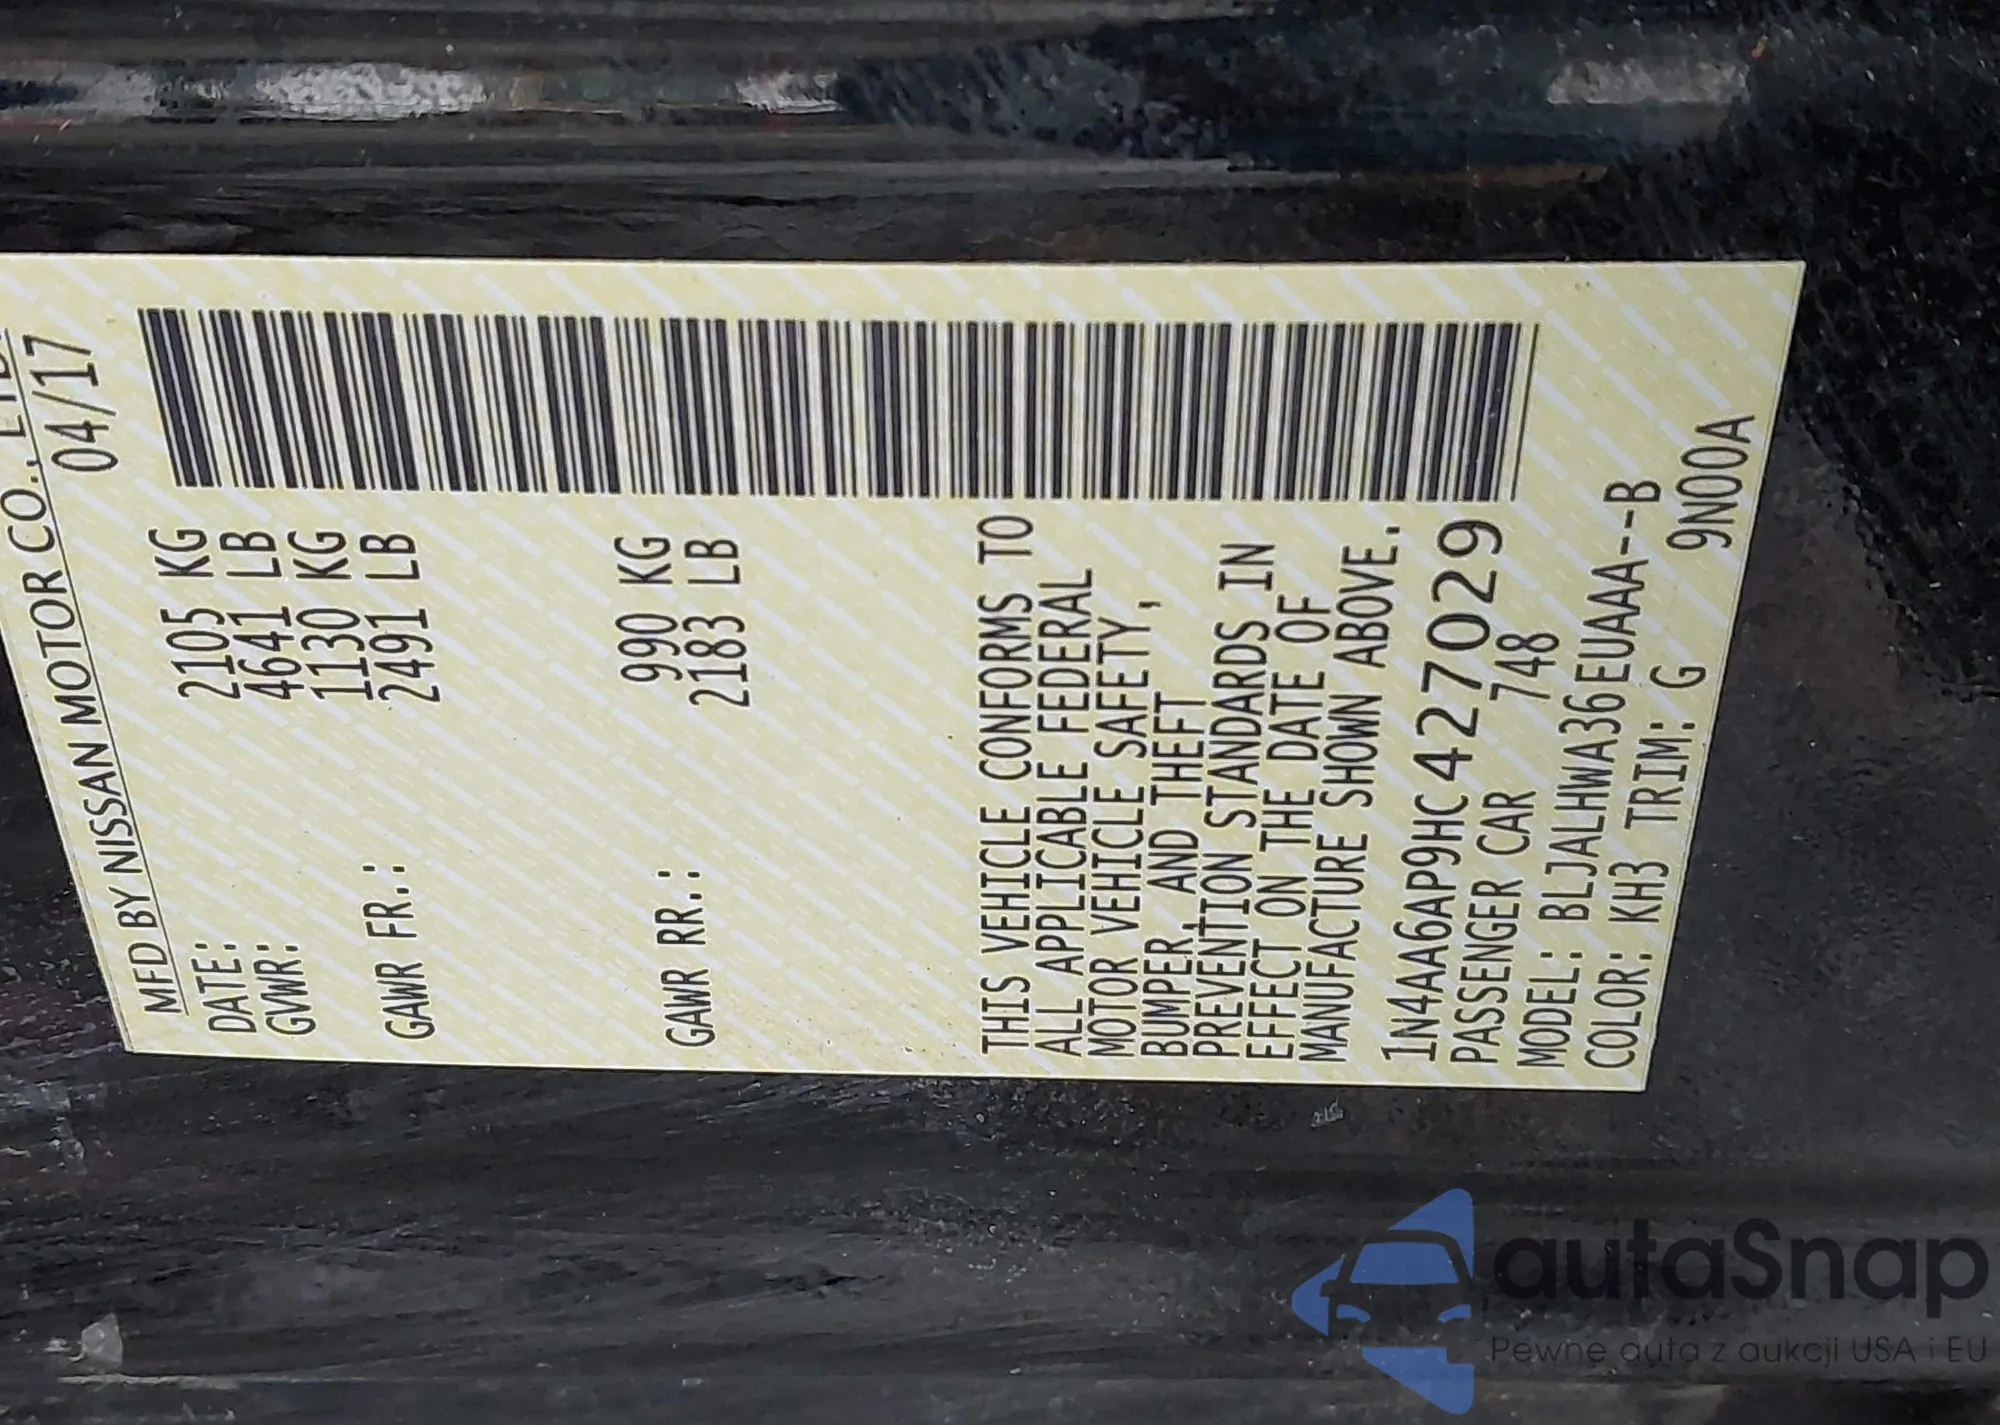 MFD BY NISSAN MOTOR CO., LTD.
DATE: 04/17
GVWR: 2105 KG
4641 LB
GAWR FR.: 1130 KG
2491 LB
GAWR RR.: 990 KG
2183 LB
THIS VEHICLE CONFORMS TO
ALL APPLICABLE FEDERAL
MOTOR VEHICLE SAFETY,
BUMPER, AND THEFT
PREVENTION STANDARDS IN
EFFECT ON THE DATE OF
MANUFACTURE SHOWN ABOVE.
1N4AA6AP9HC427029
PASSENGER CAR 748
MODEL: BLJALHWA36EUAAA--B
COLOR: KH3 TRIM: G
9N00A
autaSnap
Pewne auta z aukcji USA i EU